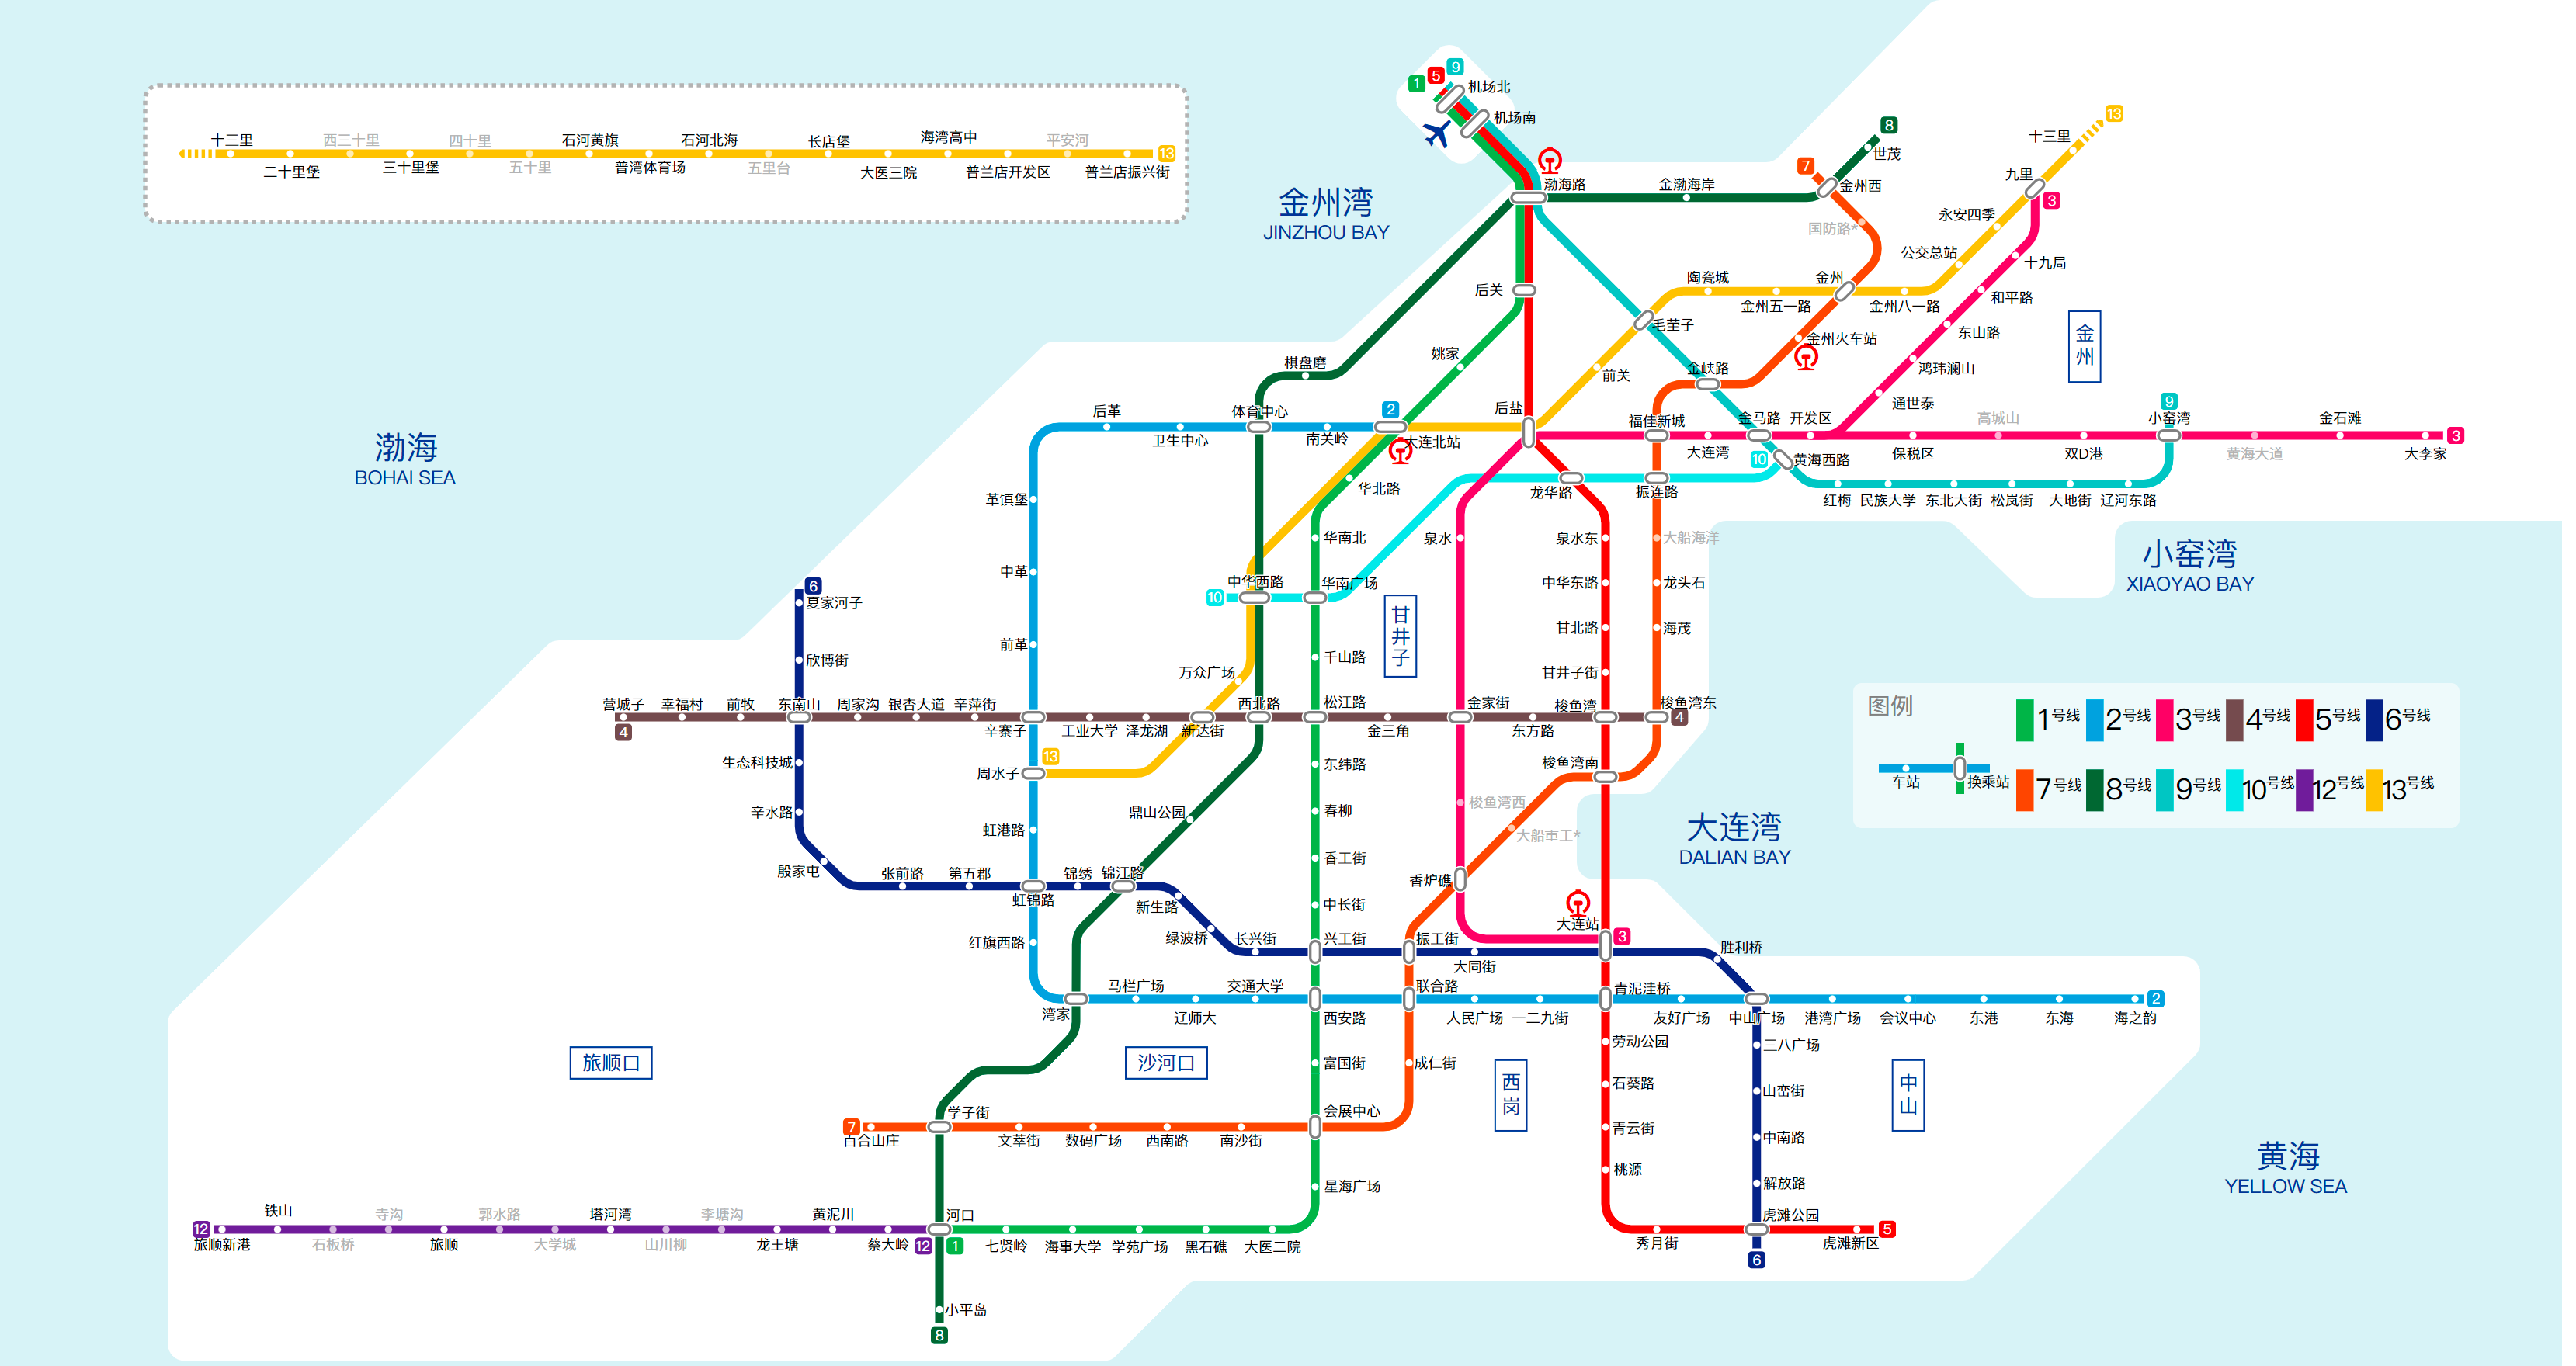 1
5
9
机场北
机场南
十三里
西三十里
四十里
石河黄旗
石河北海
长店堡
海湾高中
平安河
13
二十里堡
三十里堡
五十里
普湾体育场
五里台
大医三院
普兰店开发区
普兰店振兴街
金州湾
JINZHOU BAY
8
世茂
7
金州西
渤海路
金渤海岸
国防路*
13
十三里
九里
3
永安四季
公交总站
十九局
和平路
东山路
鸿玮澜山
通世泰
后关
陶瓷城
金州五一路
金州
金州八一路
毛茔子
金州火车站
姚家
前关
金峡路
金州
棋盘磨
渤海
BOHAI SEA
后革
卫生中心
体育中心
南关岭
2
大连北站
后盐
福佳新城
大连湾
金马路
开发区
保税区
高城山
双D港
9
小窑湾
黄海大道
金石滩
大李家
3
10
黄海西路
红梅
民族大学
东北大街
松岚街
大地街
辽河东路
革镇堡
华北路
龙华路
振连路
中革
华南北
泉水
泉水东
大船海洋
小窑湾
XIAOYAO BAY
6
夏家河子
10
中华西路
华南广场
中华东路
龙头石
甘井子
前革
欣博街
万众广场
千山路
甘北路
海茂
甘井子街
营城子
4
幸福村
前牧
东南山
周家沟
银杏大道
辛萍街
辛寨子
工业大学
泽龙湖
新达街
西北路
松江路
金三角
金家街
东方路
梭鱼湾
梭鱼湾东
4
图例
车站
换乘站
1号线
2号线
3号线
4号线
5号线
6号线
7号线
8号线
9号线
10号线
12号线
13号线
生态科技城
周水子
13
东纬路
梭鱼湾南
辛水路
虹港路
鼎山公园
春柳
梭鱼湾西
大船重工*
大连湾
DALIAN BAY
殷家屯
张前路
第五郡
虹锦路
锦绣
锦江路
新生路
香工街
香炉礁
中长街
绿波桥
长兴街
兴工街
振工街
大同街
大连站
3
胜利桥
红旗西路
湾家
马栏广场
辽师大
交通大学
西安路
联合路
人民广场
一二九街
青泥洼桥
友好广场
中山广场
港湾广场
会议中心
东港
东海
海之韵
2
旅顺口
沙河口
西岗
中山
富国街
成仁街
劳动公园
三八广场
石葵路
山峦街
7
百合山庄
学子街
文萃街
数码广场
西南路
南沙街
会展中心
青云街
中南路
桃源
解放路
星海广场
黄海
YELLOW SEA
12
旅顺新港
铁山
石板桥
寺沟
旅顺
郭水路
大学城
塔河湾
山川柳
李塘沟
龙王塘
黄泥川
蔡大岭
12
河口
1
七贤岭
海事大学
学苑广场
黑石礁
大医二院
秀月街
虎滩公园
虎滩新区
5
6
小平岛
8